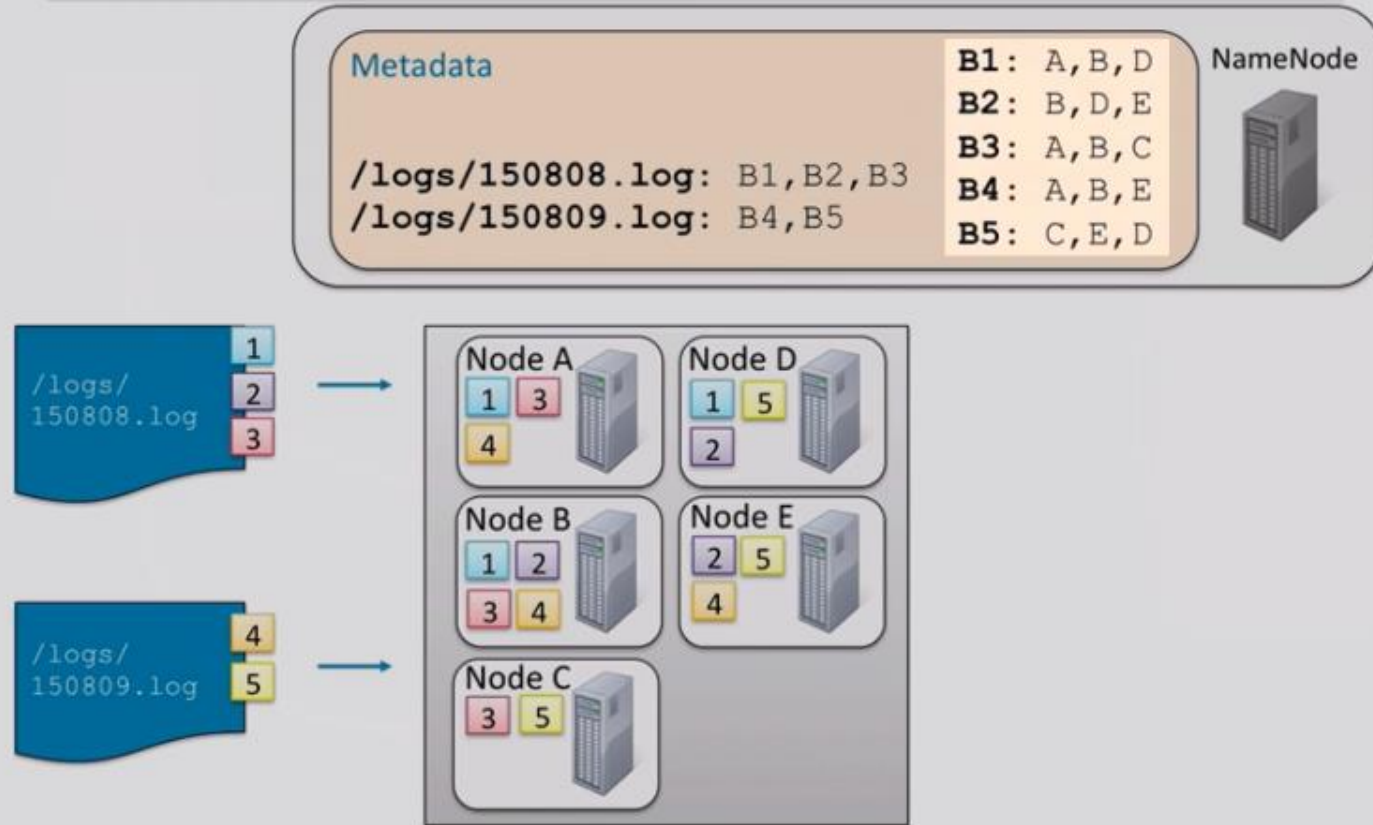 Metadata
/logs/150808.log: B1,B2,B3
/logs/150809.log: B4,B5
B1: A,B,D
B2: B,D,E
B3: A,B,C
B4: A,B,E
B5: C,E,D
NameNode
/logs/
150808.log
1
2
3
/logs/
150809.log
4
5
Node A
1 3
4
Node D
1 5
2
Node B
1 2
3 4
Node E
2 5
4
Node C
3 5